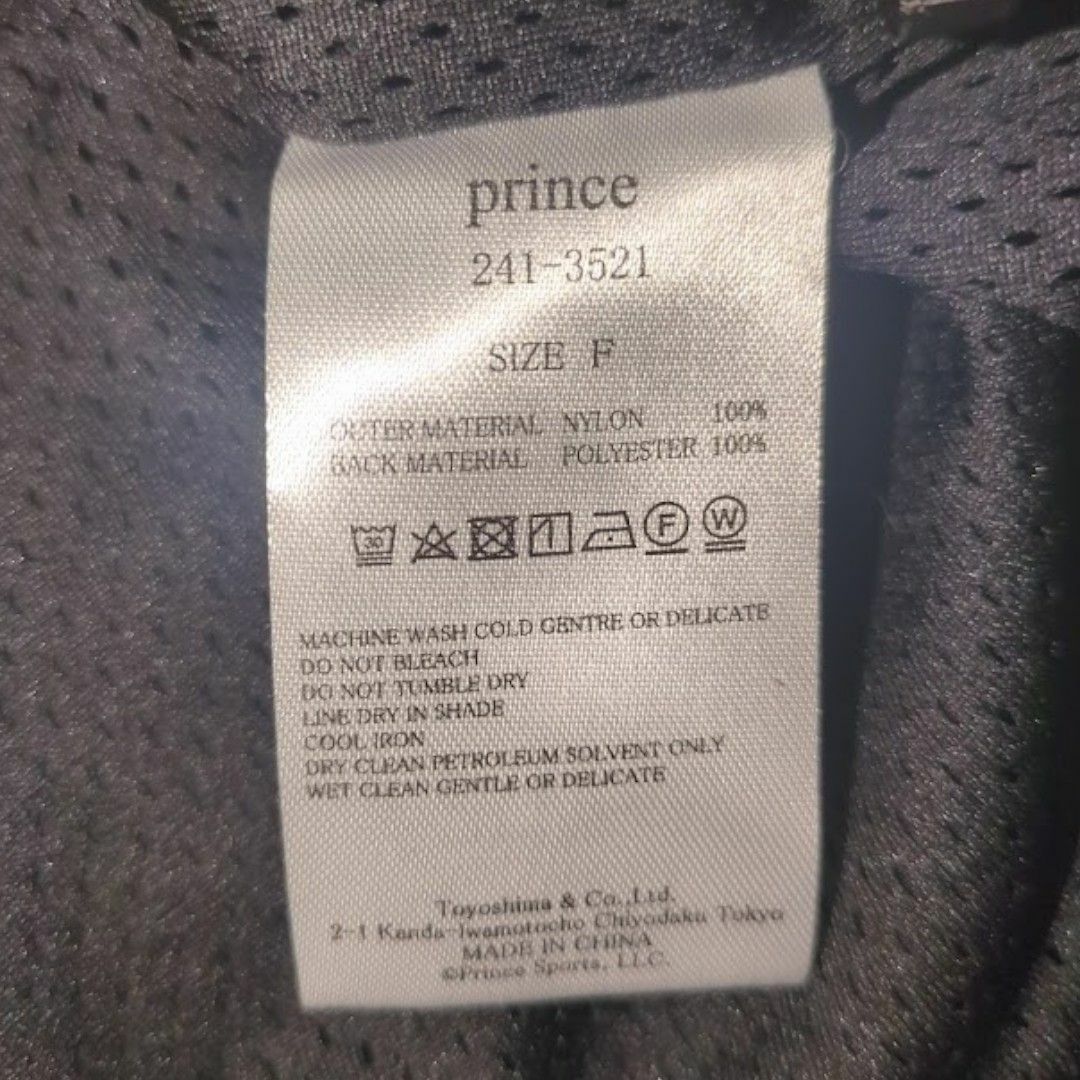 prince
241-3521
SIZE F
OUTER MATERIAL NYLON 100%
BACK MATERIAL POLYESTER 100%
30 F W
MACHINE WASH COLD GENTRE OR DELICATE
DO NOT BLEACH
DO NOT TUMBLE DRY
LINE DRY IN SHADE
COOL IRON
DRY CLEAN PETROLEUM SOLVENT ONLY
WET CLEAN GENTLE OR DELICATE
Toyoshima & Co.,Ltd.
2-1 Kanda-Iwamotocho Chiyodaku Tokyo
MADE IN CHINA
©Prince Sports, LLC.